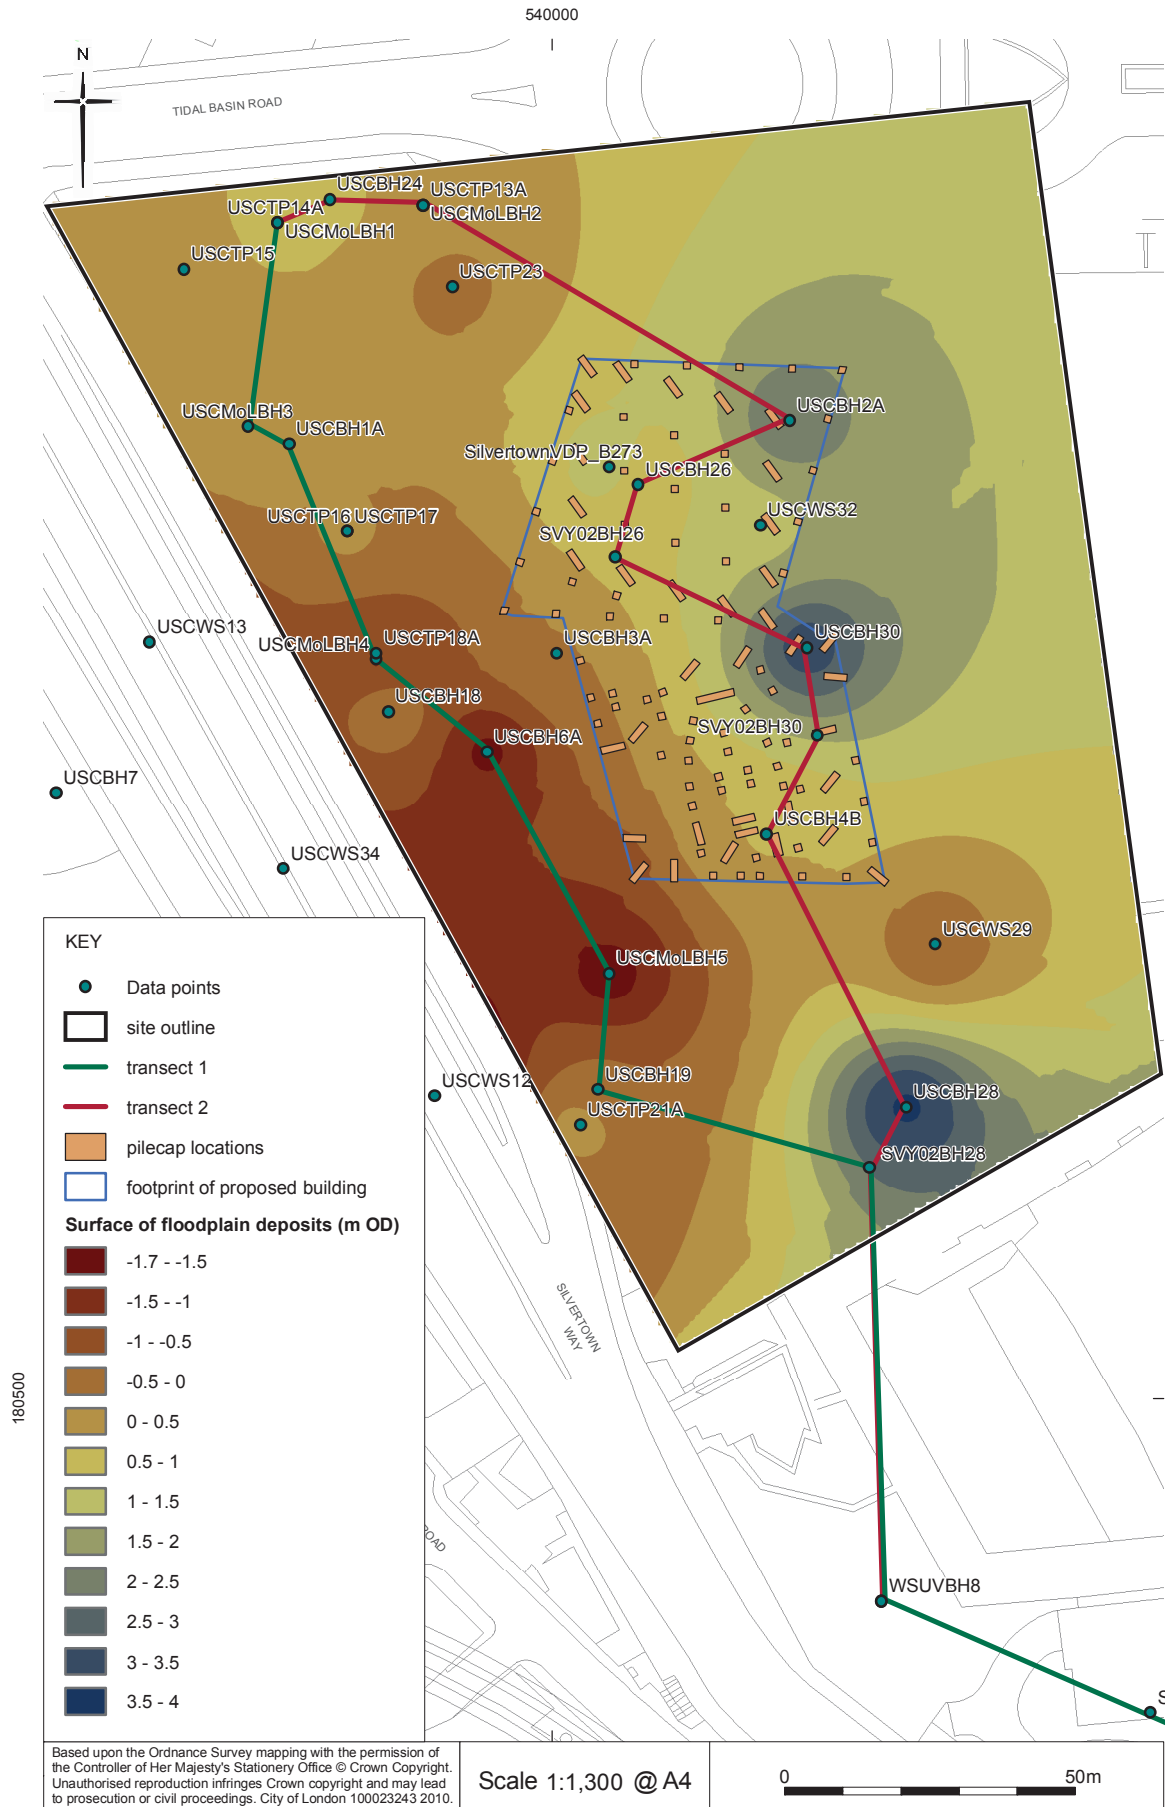 540000
N
TIDAL BASIN ROAD
USCBH24
USCTP13A
USCTP14A
USCMoLBH2
USCMoLBH1
USCTP15
USCTP23
USCBH2A
USCMoLBH3
USCBH1A
SilvertownVDP_B273
USCBH26
USCTP16 USCTP17
USCWS32
SVY02BH26
USCWS13
USCBH30
USCTP18A
USCMoLBH4
USCBH3A
USCBH18
SVY02BH30
USCBH6A
USCBH7
USCBH4B
USCWS34
USCWS29
USCMoLBH5
USCWS12
USCBH19
USCBH28
USCTP21A
SVY02BH28
KEY
Data points
site outline
transect 1
transect 2
pilecap locations
footprint of proposed building
Surface of floodplain deposits (m OD)
-1.7 - -1.5
-1.5 - -1
-1 - -0.5
-0.5 - 0
0 - 0.5
0.5 - 1
1 - 1.5
1.5 - 2
2 - 2.5
2.5 - 3
3 - 3.5
3.5 - 4
SILVERTOWN
WAY
180500
ROAD
WSUVBH8
S
Based upon the Ordnance Survey mapping with the permission of
the Controller of Her Majesty's Stationery Office © Crown Copyright.
Unauthorised reproduction infringes Crown copyright and may lead
to prosecution or civil proceedings. City of London 100023243 2010.
Scale 1:1,300 @ A4
0 50m